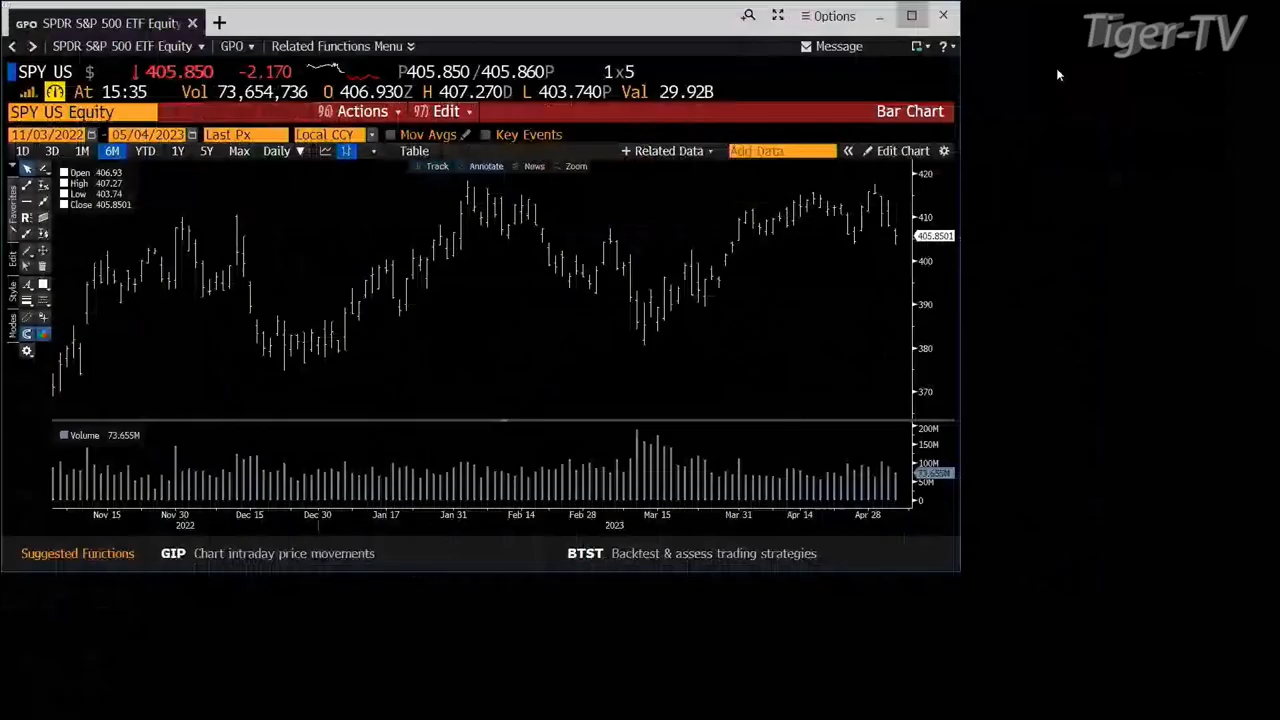 Tiger-TV
GPO SPDR S&P 500 ETF Equity × +
Options
SPDR S&P 500 ETF Equity GPO Related Functions Menu Message ?
SPY US $ ↓405.850 -2.170 P405.850/405.860P 1x5
At 15:35 Vol 73,654,736 O 406.930Z H 407.270D L 403.740P Val 29.92B
SPY US Equity 96) Actions 97) Edit Bar Chart
11/03/2022 - 05/04/2023 Last Px Local CCY Mov Avgs Key Events
1D 3D 1M 6M YTD 1Y 5Y Max Daily ▼ Table + Related Data Add Data « Edit Chart
Track Annotate News Zoom
Open 406.93
High 407.27
Low 403.74
Close 405.8501
Favorites
Edit
Style
Modes
420
410
405.8501
400
390
380
370
Volume 73.655M
200M
150M
100M
73.655M
50M
0
Nov 15 Nov 30 Dec 15 Dec 30 Jan 17 Jan 31 Feb 14 Feb 28 Mar 15 Mar 31 Apr 14 Apr 28
2022 2023
Suggested Functions GIP Chart intraday price movements BTST Backtest & assess trading strategies